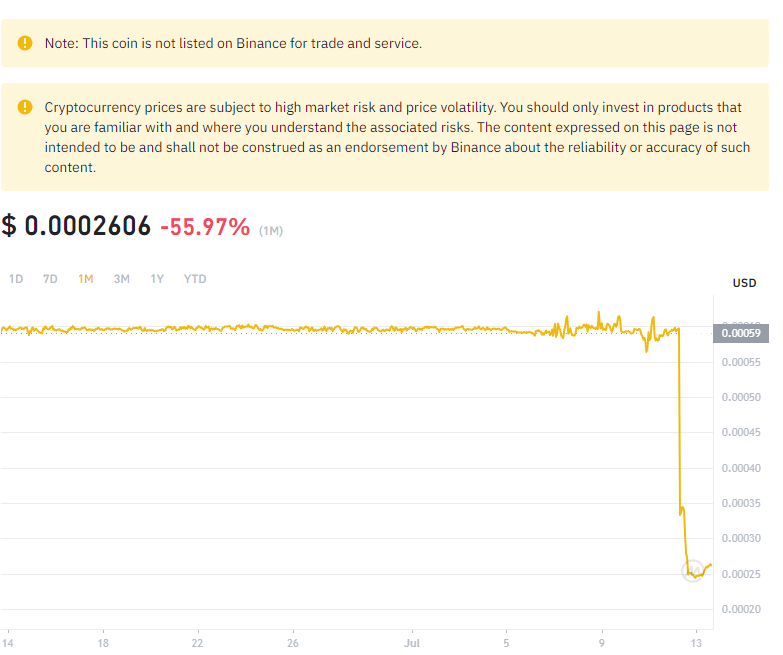 Note: This coin is not listed on Binance for trade and service.
Cryptocurrency prices are subject to high market risk and price volatility. You should only invest in products that
you are familiar with and where you understand the associated risks. The content expressed on this page is not
intended to be and shall not be construed as an endorsement by Binance about the reliability or accuracy of such
content.
$ 0.0002606 -55.97% (1M)
1D 7D 1M 3M 1Y YTD
USD
0.00059
0.00055
0.00050
0.00045
0.00040
0.00035
0.00030
0.00025
0.00020
14 18 22 26 Jul 5 9 13